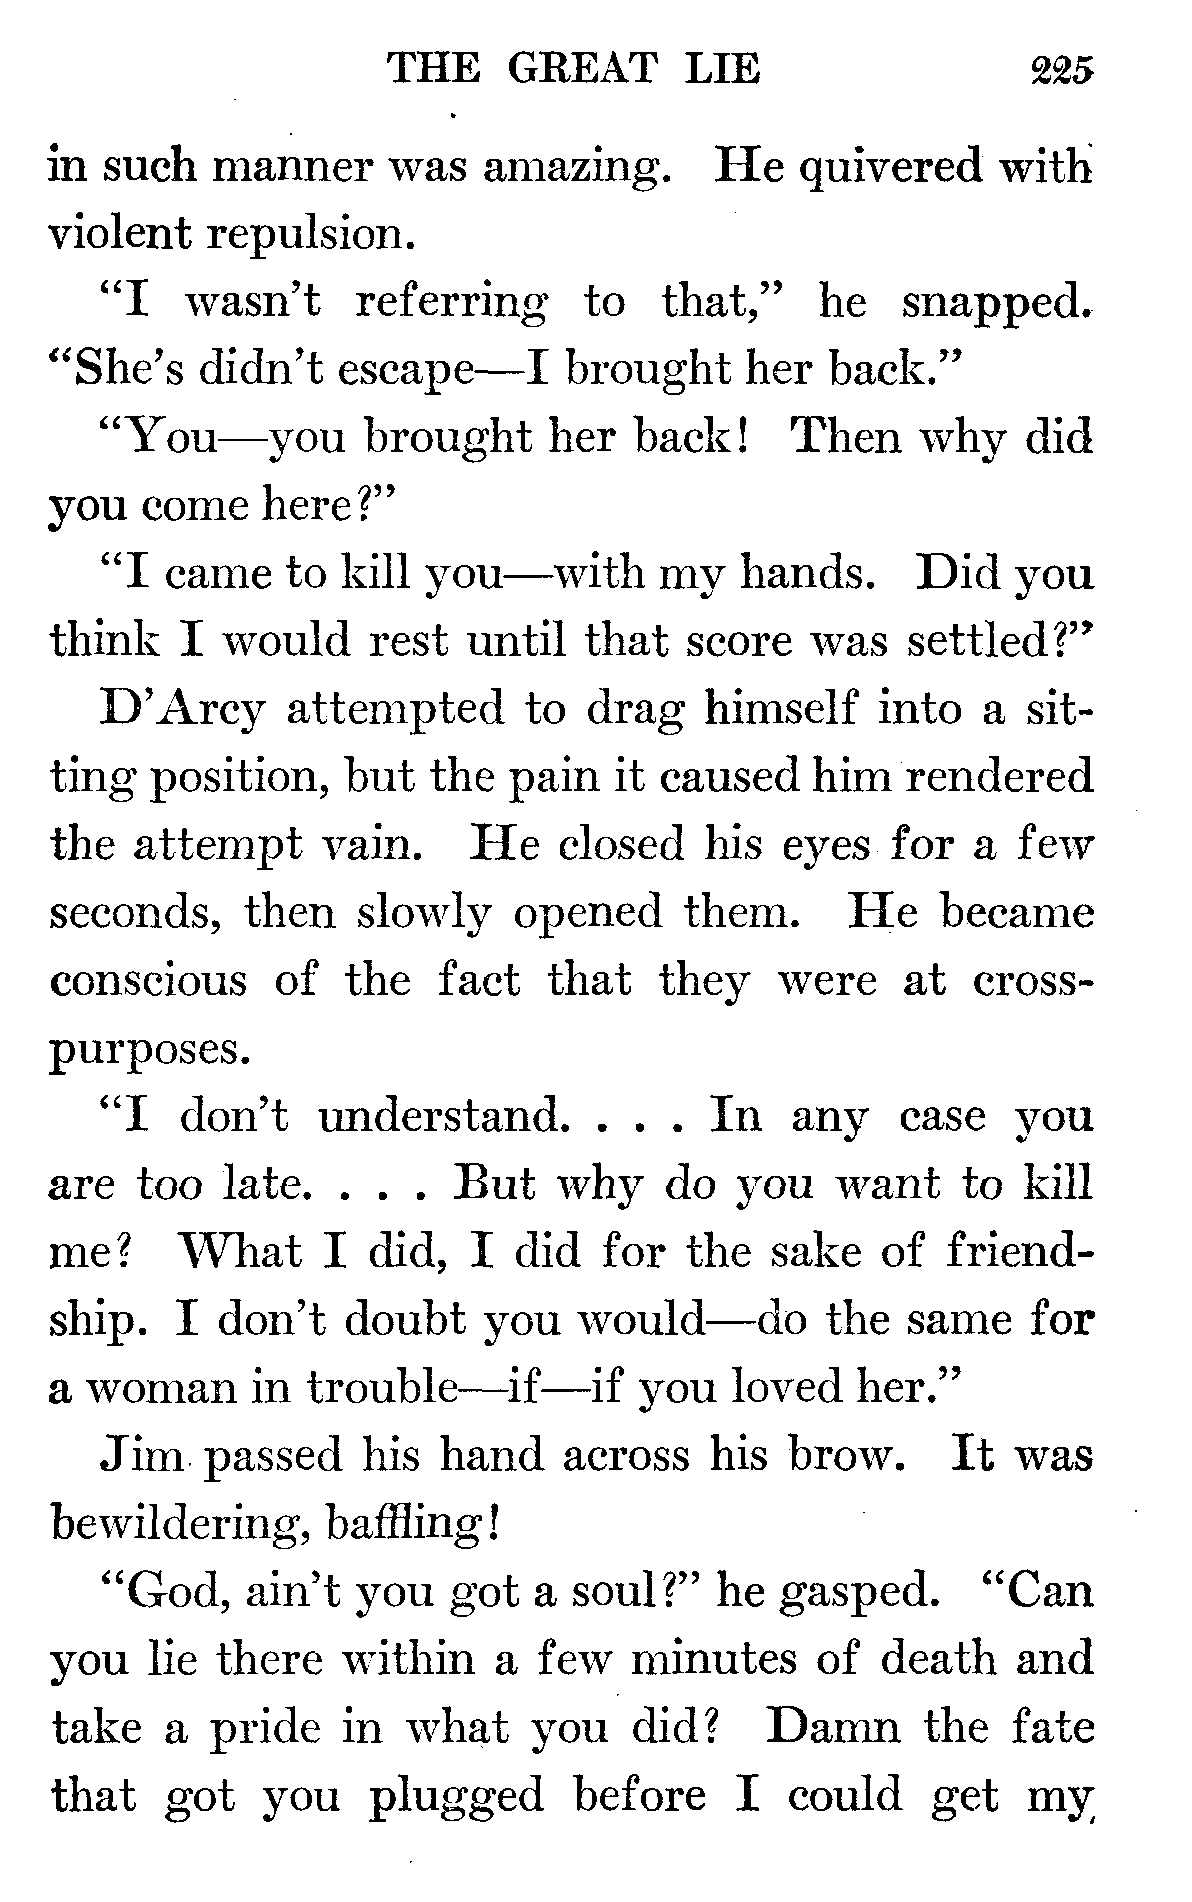 THE GREAT LIE 225
in such manner was amazing. He quivered with
violent repulsion.
"I wasn't referring to that," he snapped.
"She's didn't escape—I brought her back."
"You—you brought her back! Then why did
you come here?"
"I came to kill you—with my hands. Did you
think I would rest until that score was settled?"
D'Arcy attempted to drag himself into a sit-
ting position, but the pain it caused him rendered
the attempt vain. He closed his eyes for a few
seconds, then slowly opened them. He became
conscious of the fact that they were at cross-
purposes.
"I don't understand. . . . In any case you
are too late. . . . But why do you want to kill
me? What I did, I did for the sake of friend-
ship. I don't doubt you would—do the same for
a woman in trouble—if—if you loved her."
Jim passed his hand across his brow. It was
bewildering, baffling!
"God, ain't you got a soul?" he gasped. "Can
you lie there within a few minutes of death and
take a pride in what you did? Damn the fate
that got you plugged before I could get my